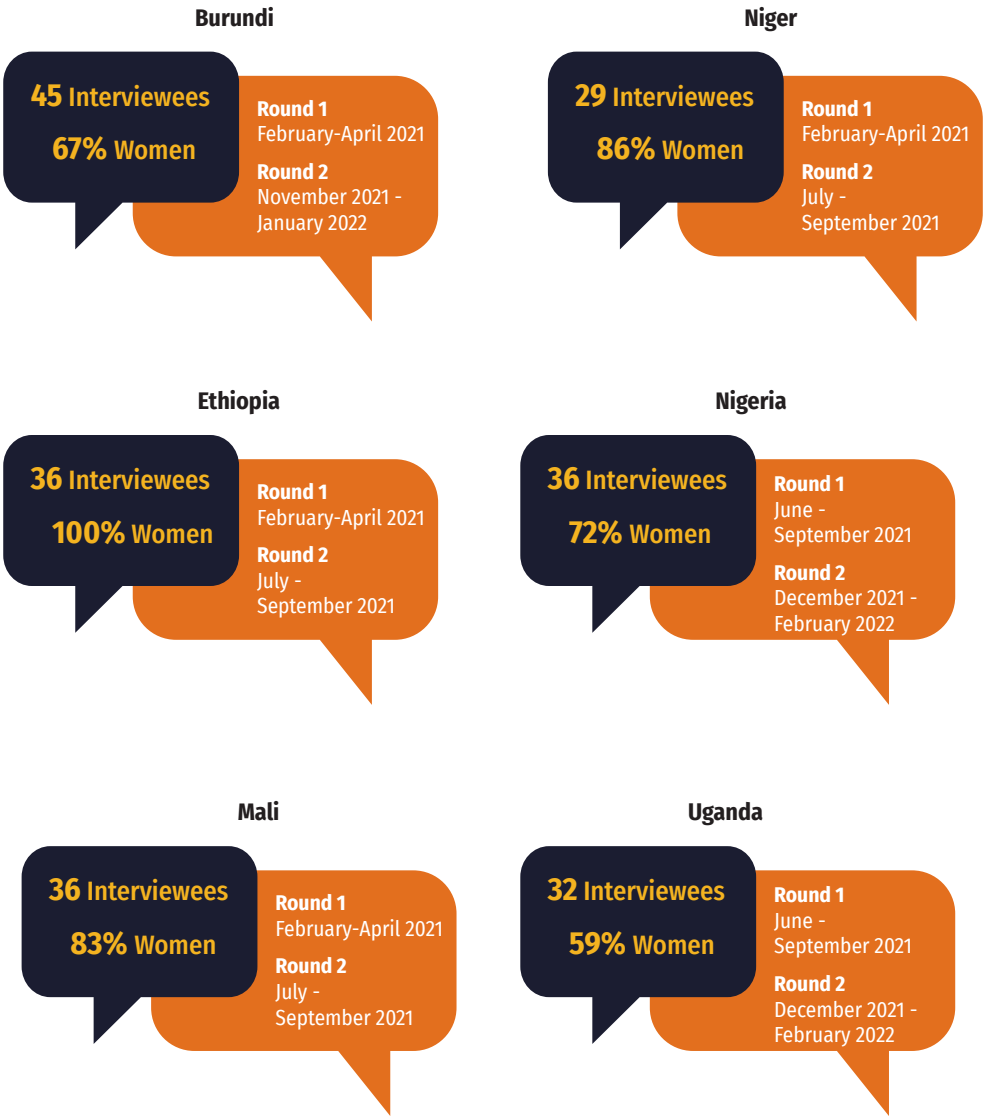 Burundi
45 Interviewees
67% Women
Round 1
February-April 2021
Round 2
November 2021 -
January 2022
Niger
29 Interviewees
86% Women
Round 1
February-April 2021
Round 2
July -
September 2021
Ethiopia
36 Interviewees
100% Women
Round 1
February-April 2021
Round 2
July -
September 2021
Nigeria
36 Interviewees
72% Women
Round 1
June -
September 2021
Round 2
December 2021 -
February 2022
Mali
36 Interviewees
83% Women
Round 1
February-April 2021
Round 2
July -
September 2021
Uganda
32 Interviewees
59% Women
Round 1
June -
September 2021
Round 2
December 2021 -
February 2022